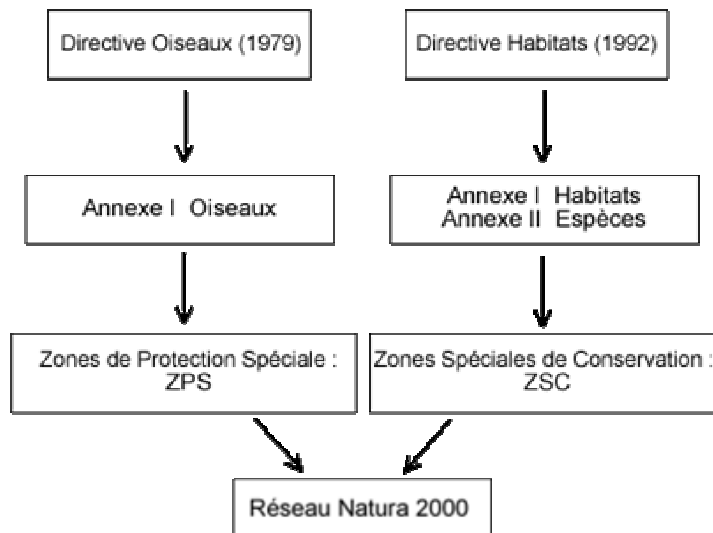 Directive Oiseaux (1979)
Directive Habitats (1992)
Annexe I Oiseaux
Annexe I Habitats
Annexe II Espèces
Zones de Protection Spéciale :
ZPS
Zones Spéciales de Conservation :
ZSC
Réseau Natura 2000